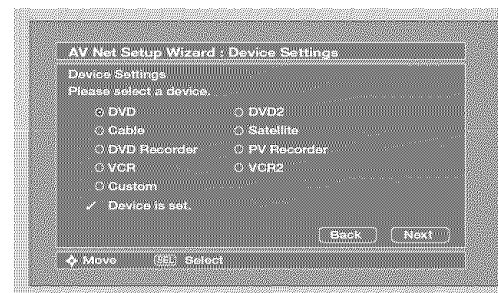 AV Net Setup Wizard : Device Settings
Device Settings
Please select a device.
DVD DVD2
Cable Satellite
DVD Recorder PV Recorder
VCR VCR2
Custom
✓ Device is set.
Back Next
Move SEL Select